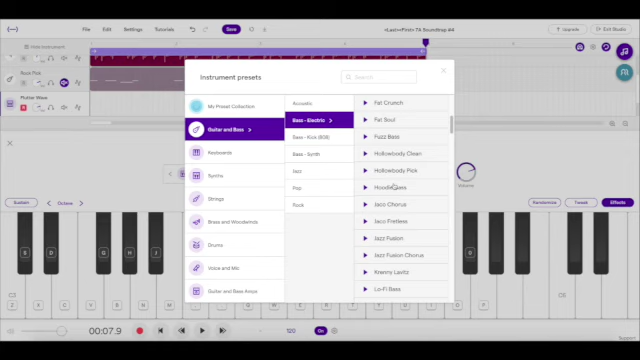 File Edit Settings Tutorials Save <Last><First> TA Soundtrap #4 Upgrade Exit Studio
Hide Instrument
Rock Pick
Flutter Wave
R
Instrument presets
Search
My Preset Collection
Guitar and Bass
Keyboards
Synths
Strings
Brass and Woodwinds
Drums
Voice and Mic
Guitar and Bass Amps
Acoustic
Bass - Electric
Bass - Kick (808)
Bass - Synth
Jazz
Pop
Rock
Fat Crunch
Fat Soul
Fuzz Bass
Hollowbody Clean
Hollowbody Pick
Jaco Chorus
Jaco Fretless
Jazz Fusion
Jazz Fusion Chorus
Krenny Lavitz
Lo-Fi Bass
Volume
Sustain Octave Randomize Tweak Effects
S D G H J
00:07.9 - 120 On
Support